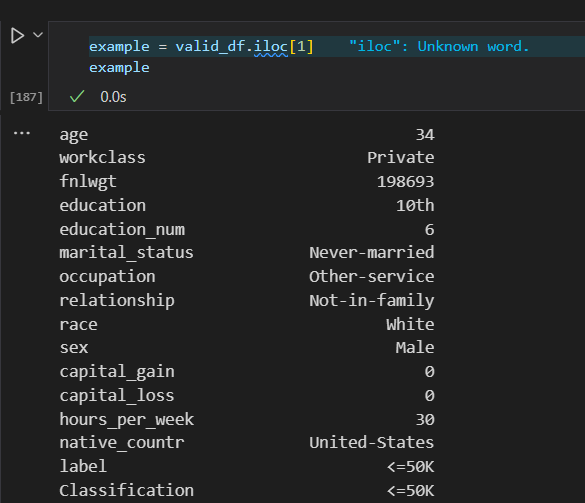 example = valid_df.iloc[1] "iloc": Unknown word.
example
[187] 0.0s
... age 34
workclass Private
fnlwgt 198693
education 10th
education_num 6
marital_status Never-married
occupation Other-service
relationship Not-in-family
race White
sex Male
capital_gain 0
capital_loss 0
hours_per_week 30
native_countr United-States
label <=50K
Classification <=50K